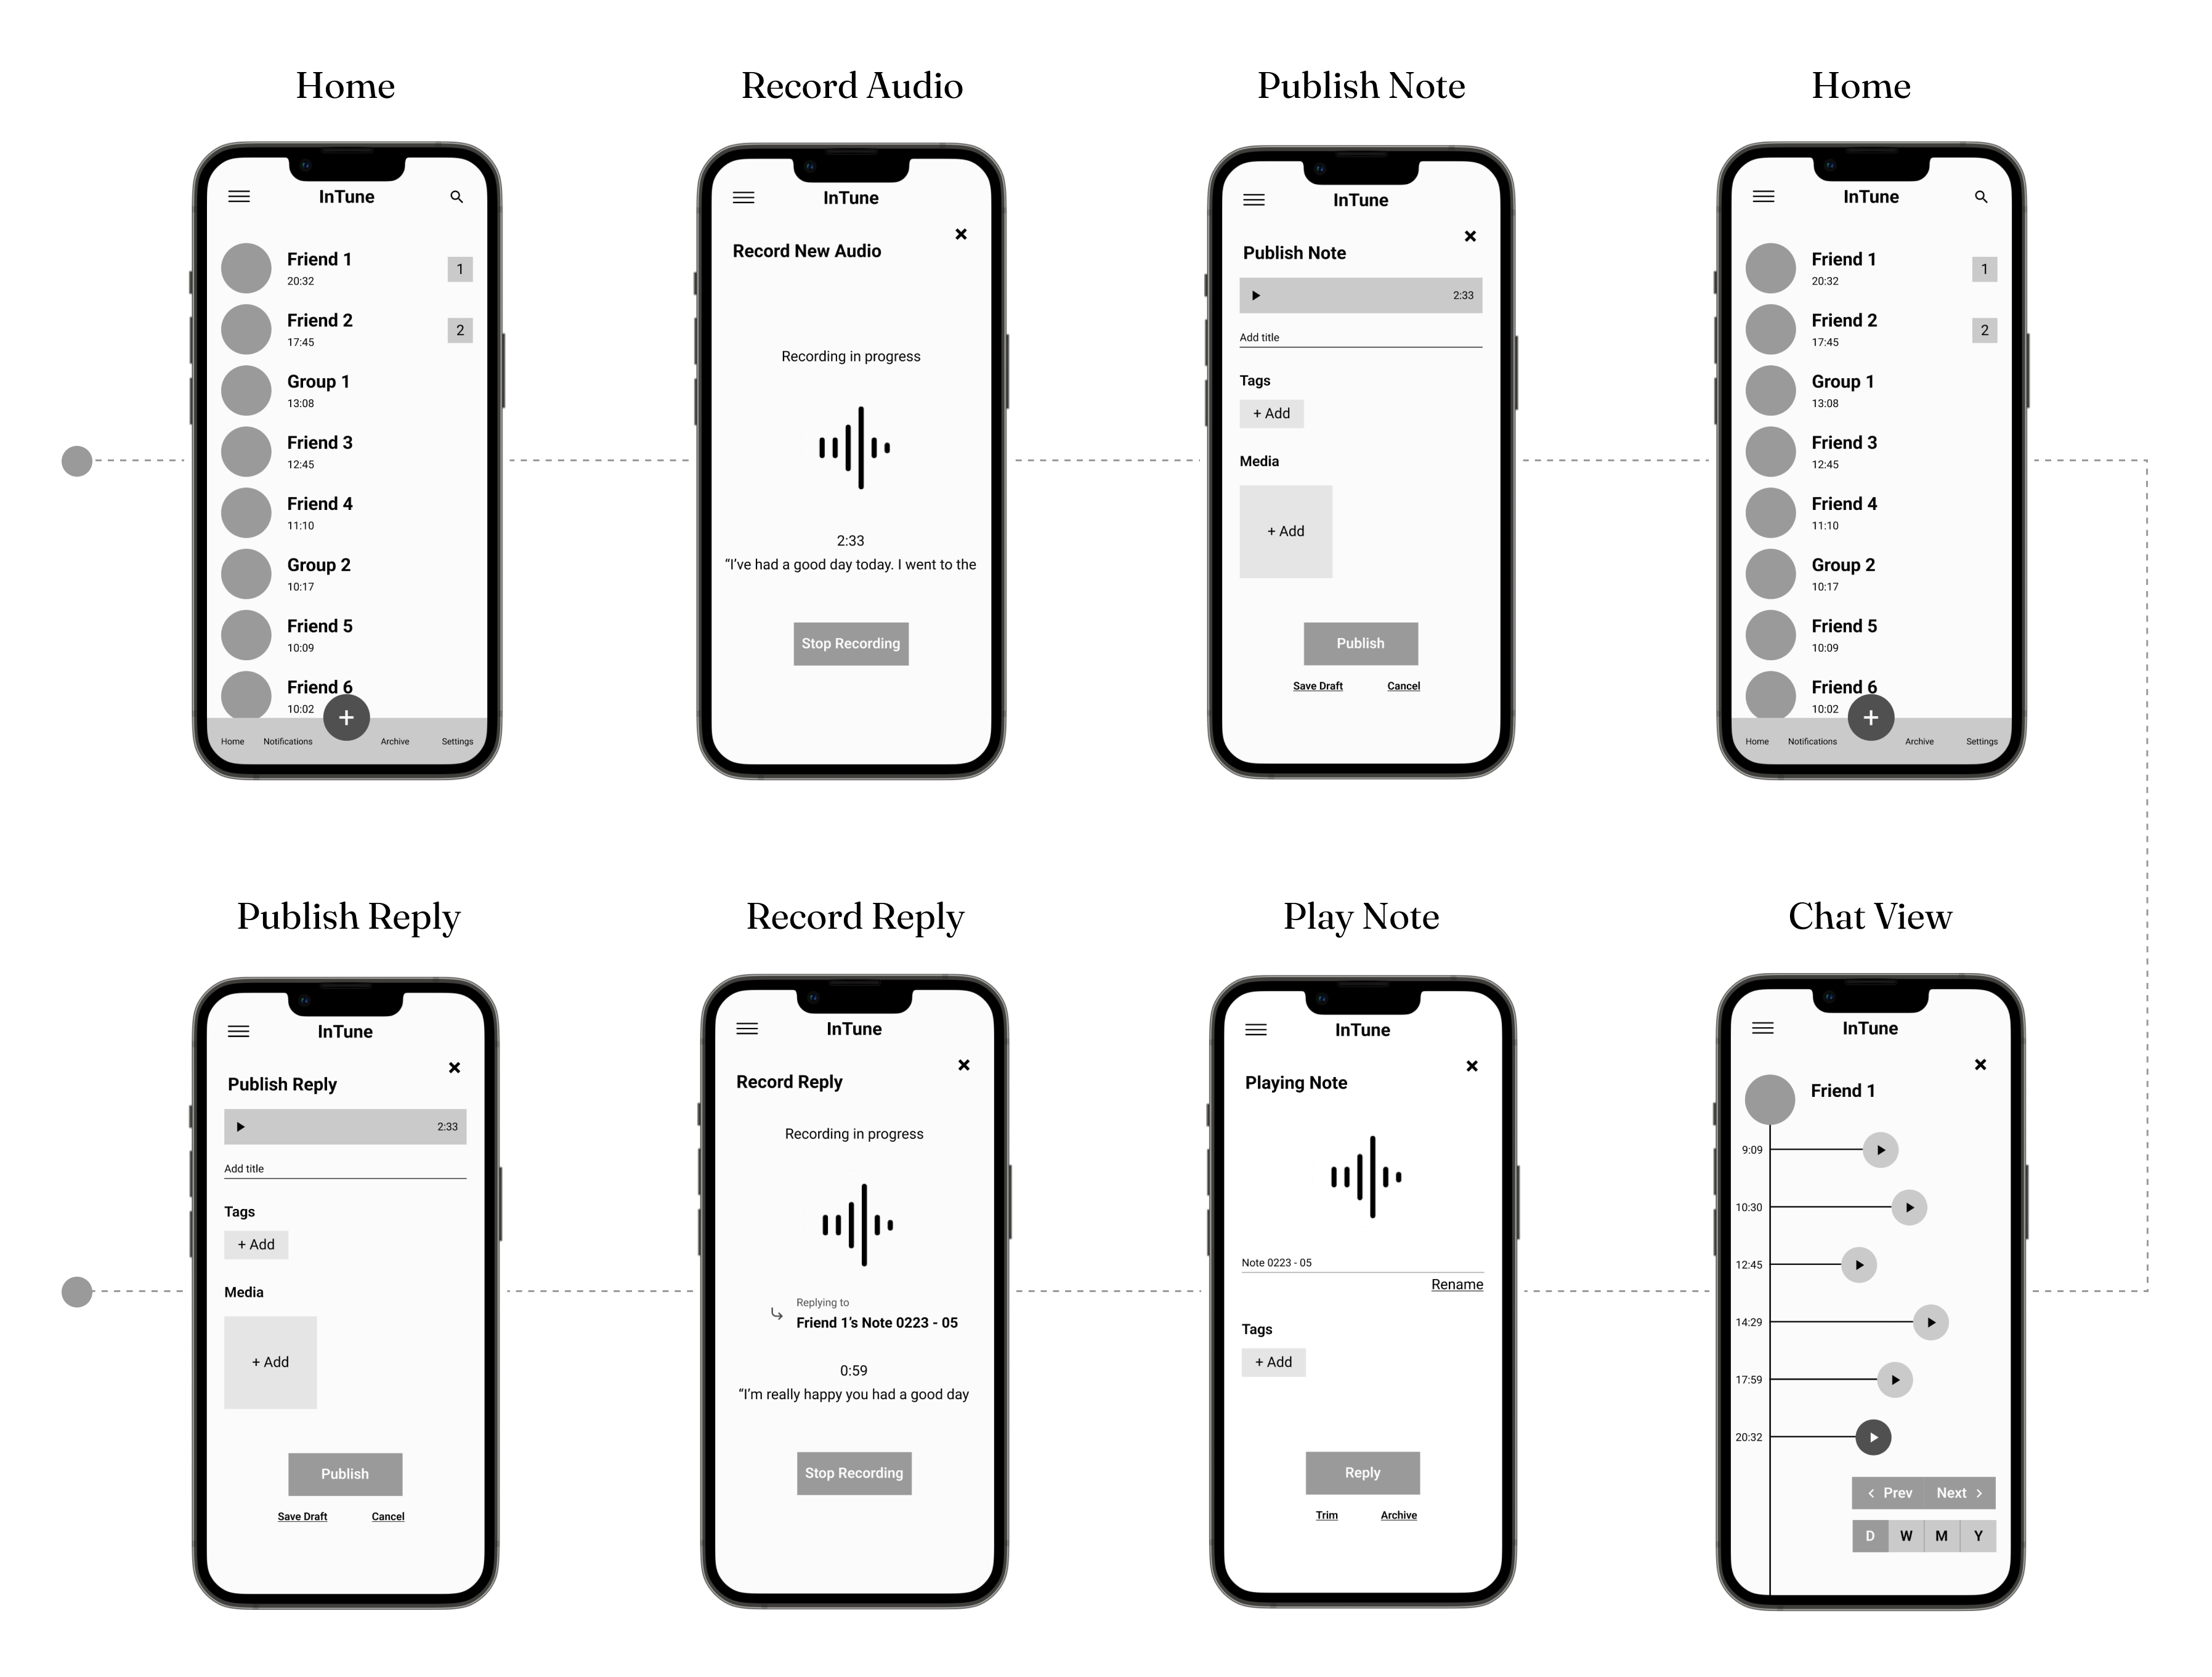 Home
InTune
Friend 1
20:32
1
Friend 2
17:45
2
Group 1
13:08
Friend 3
12:45
Friend 4
11:10
Group 2
10:17
Friend 5
10:09
Friend 6
10:02
+
Home Notifications Archive Settings
Record Audio
InTune
Record New Audio
Recording in progress
2:33
“I’ve had a good day today. I went to the
Stop Recording
Publish Note
InTune
Publish Note
2:33
Add title
Tags
+ Add
Media
+ Add
Publish
Save Draft Cancel
Home
InTune
Friend 1
20:32
1
Friend 2
17:45
2
Group 1
13:08
Friend 3
12:45
Friend 4
11:10
Group 2
10:17
Friend 5
10:09
Friend 6
10:02
+
Home Notifications Archive Settings
Publish Reply
InTune
Publish Reply
2:33
Add title
Tags
+ Add
Media
+ Add
Publish
Save Draft Cancel
Record Reply
InTune
Record Reply
Recording in progress
Replying to
Friend 1’s Note 0223 - 05
0:59
“I’m really happy you had a good day
Stop Recording
Play Note
InTune
Playing Note
Note 0223 - 05
Rename
Tags
+ Add
Reply
Trim Archive
Chat View
InTune
Friend 1
9:09
10:30
12:45
14:29
17:59
20:32
Prev Next
D W M Y